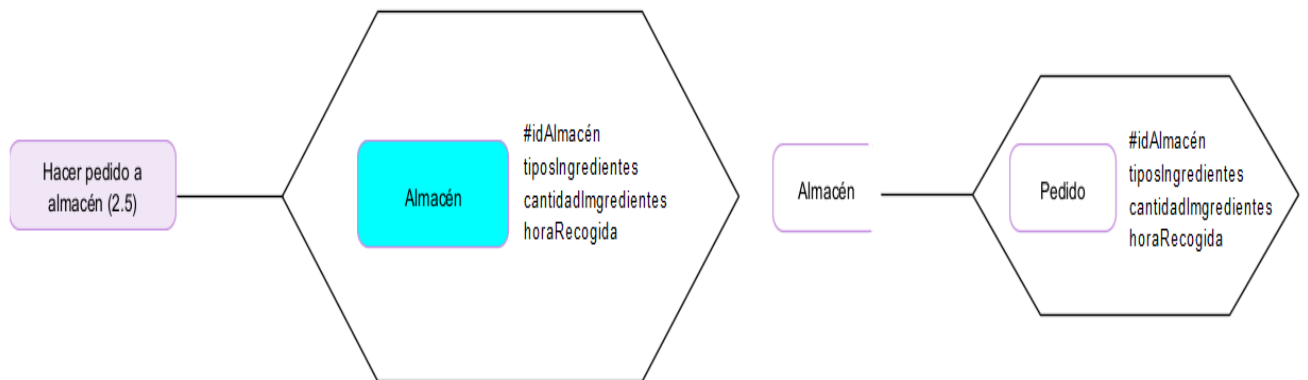 Hacer pedido a
almacén (2.5)
Almacén
#idAlmacén
tiposIngredientes
cantidadImgredientes
horaRecogida
Almacén
Pedido
#idAlmacén
tiposIngredientes
cantidadImgredientes
horaRecogida